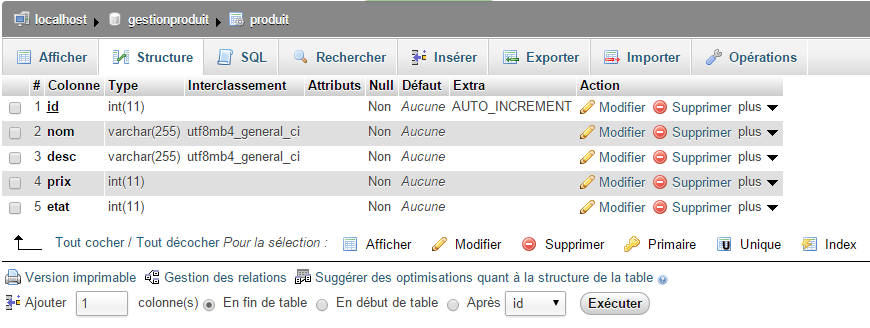 localhost gestionproduit produit
Afficher Structure SQL Rechercher Insérer Exporter Importer Opérations
# Colonne Type Interclassement Attributs Null Défaut Extra Action
1 id int(11) Non Aucune AUTO_INCREMENT Modifier Supprimer plus
2 nom varchar(255) utf8mb4_general_ci Non Aucune Modifier Supprimer plus
3 desc varchar(255) utf8mb4_general_ci Non Aucune Modifier Supprimer plus
4 prix int(11) Non Aucune Modifier Supprimer plus
5 etat int(11) Non Aucune Modifier Supprimer plus
Tout cocher / Tout décocher Pour la sélection : Afficher Modifier Supprimer Primaire Unique Index
Version imprimable Gestion des relations Suggérer des optimisations quant à la structure de la table
Ajouter 1 colonne(s) En fin de table En début de table Après id Exécuter